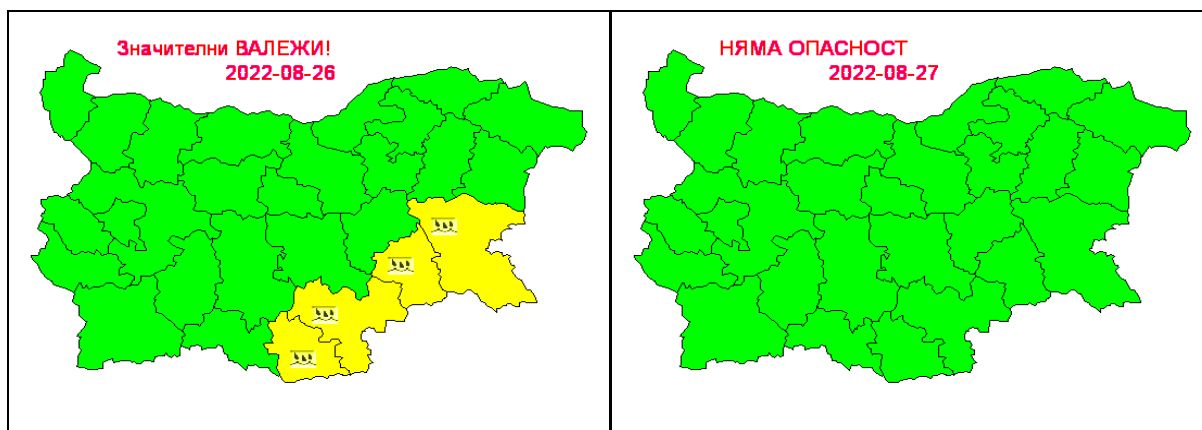 Значителни ВАЛЕЖИ!
2022-08-26
НЯМА ОПАСНОСТ
2022-08-27